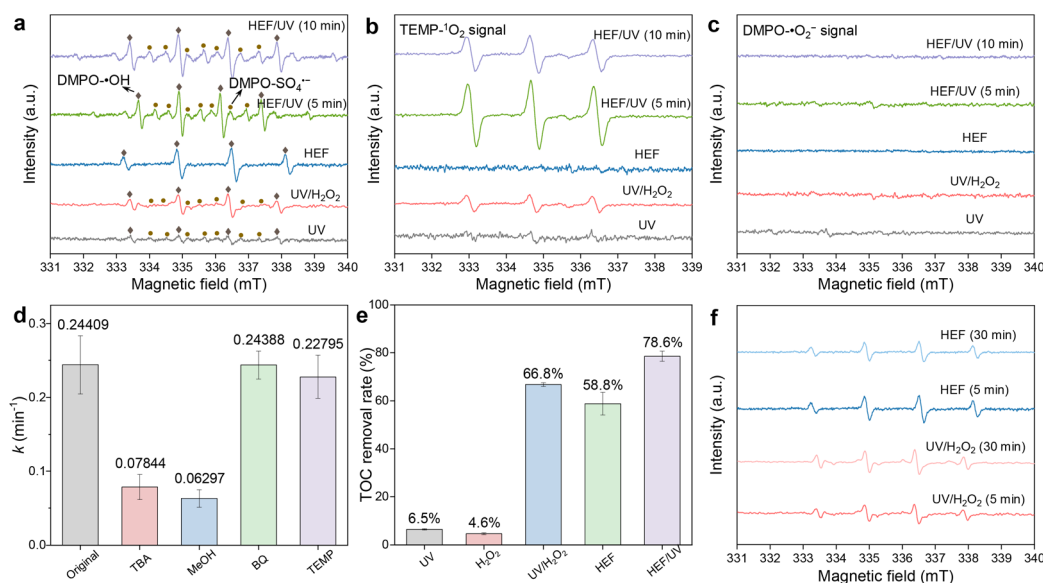 a
HEF/UV (10 min)
DMPO-•OH
DMPO-SO₄•⁻
HEF/UV (5 min)
HEF
UV/H₂O₂
UV
Intensity (a.u.)
331 332 333 334 335 336 337 338 339 340
Magnetic field (mT)
b
TEMP-¹O₂ signal
HEF/UV (10 min)
HEF/UV (5 min)
HEF
UV/H₂O₂
UV
Intensity (a.u.)
331 332 333 334 335 336 337 338 339
Magnetic field (mT)
c
DMPO-•O₂⁻ signal
HEF/UV (10 min)
HEF/UV (5 min)
HEF
UV/H₂O₂
UV
Intensity (a.u.)
331 332 333 334 335 336 337 338 339 340
Magnetic field (mT)
d
0.3
0.2
0.1
0.0
k (min⁻¹)
0.24409
0.07844
0.06297
0.24388
0.22795
Original TBA MeOH BQ TEMP
e
100
80
60
40
20
0
TOC removal rate (%)
6.5%
4.6%
66.8%
58.8%
78.6%
UV H₂O₂ UV/H₂O₂ HEF HEF/UV
f
HEF (30 min)
HEF (5 min)
UV/H₂O₂ (30 min)
UV/H₂O₂ (5 min)
Intensity (a.u.)
331 332 333 334 335 336 337 338 339 340
Magnetic field (mT)